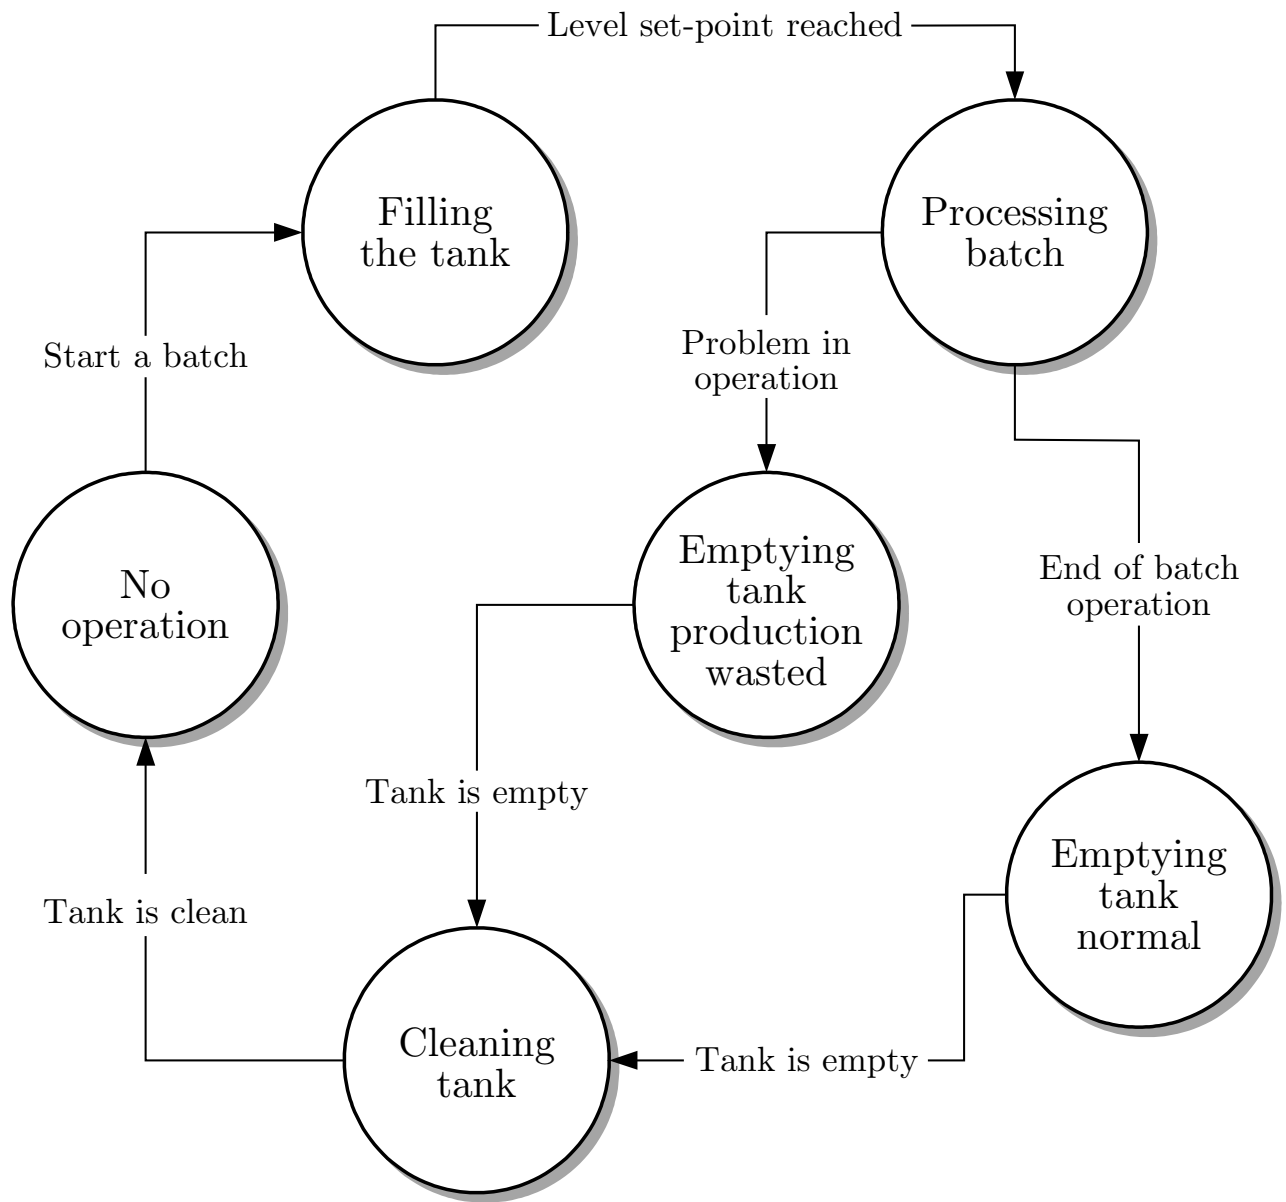 Level set-point reached
Filling
the tank
Processing
batch
Start a batch
Problem in
operation
No
operation
Emptying
tank
production
wasted
End of batch
operation
Tank is empty
Emptying
tank
normal
Tank is clean
Cleaning
tank
Tank is empty